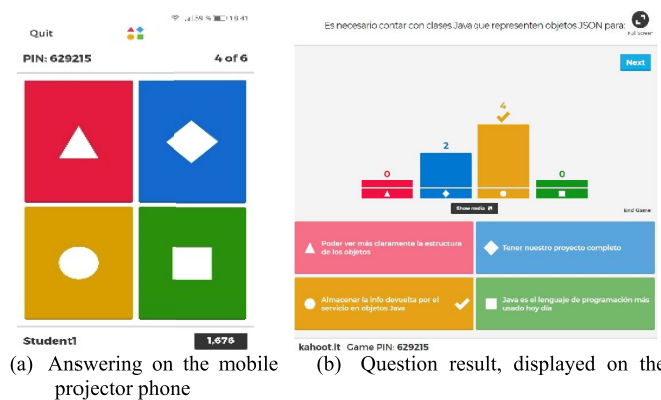 Quit
59 % 19:41
PIN: 629215 4 of 6
Student1 1,676
(a) Answering on the mobile
projector phone
Es necesario contar con clases Java que representen objetos JSON para:
Full Screen
Next
4
2
0
0
Show media
End Game
Poder ver más claramente la estructura
de los objetos
Tener nuestro proyecto completo
Almacenar la info devuelta por el
servicio en objetos Java
Java es el lenguaje de programación más
usado hoy día
kahoot.it Game PIN: 629215
(b) Question result, displayed on the